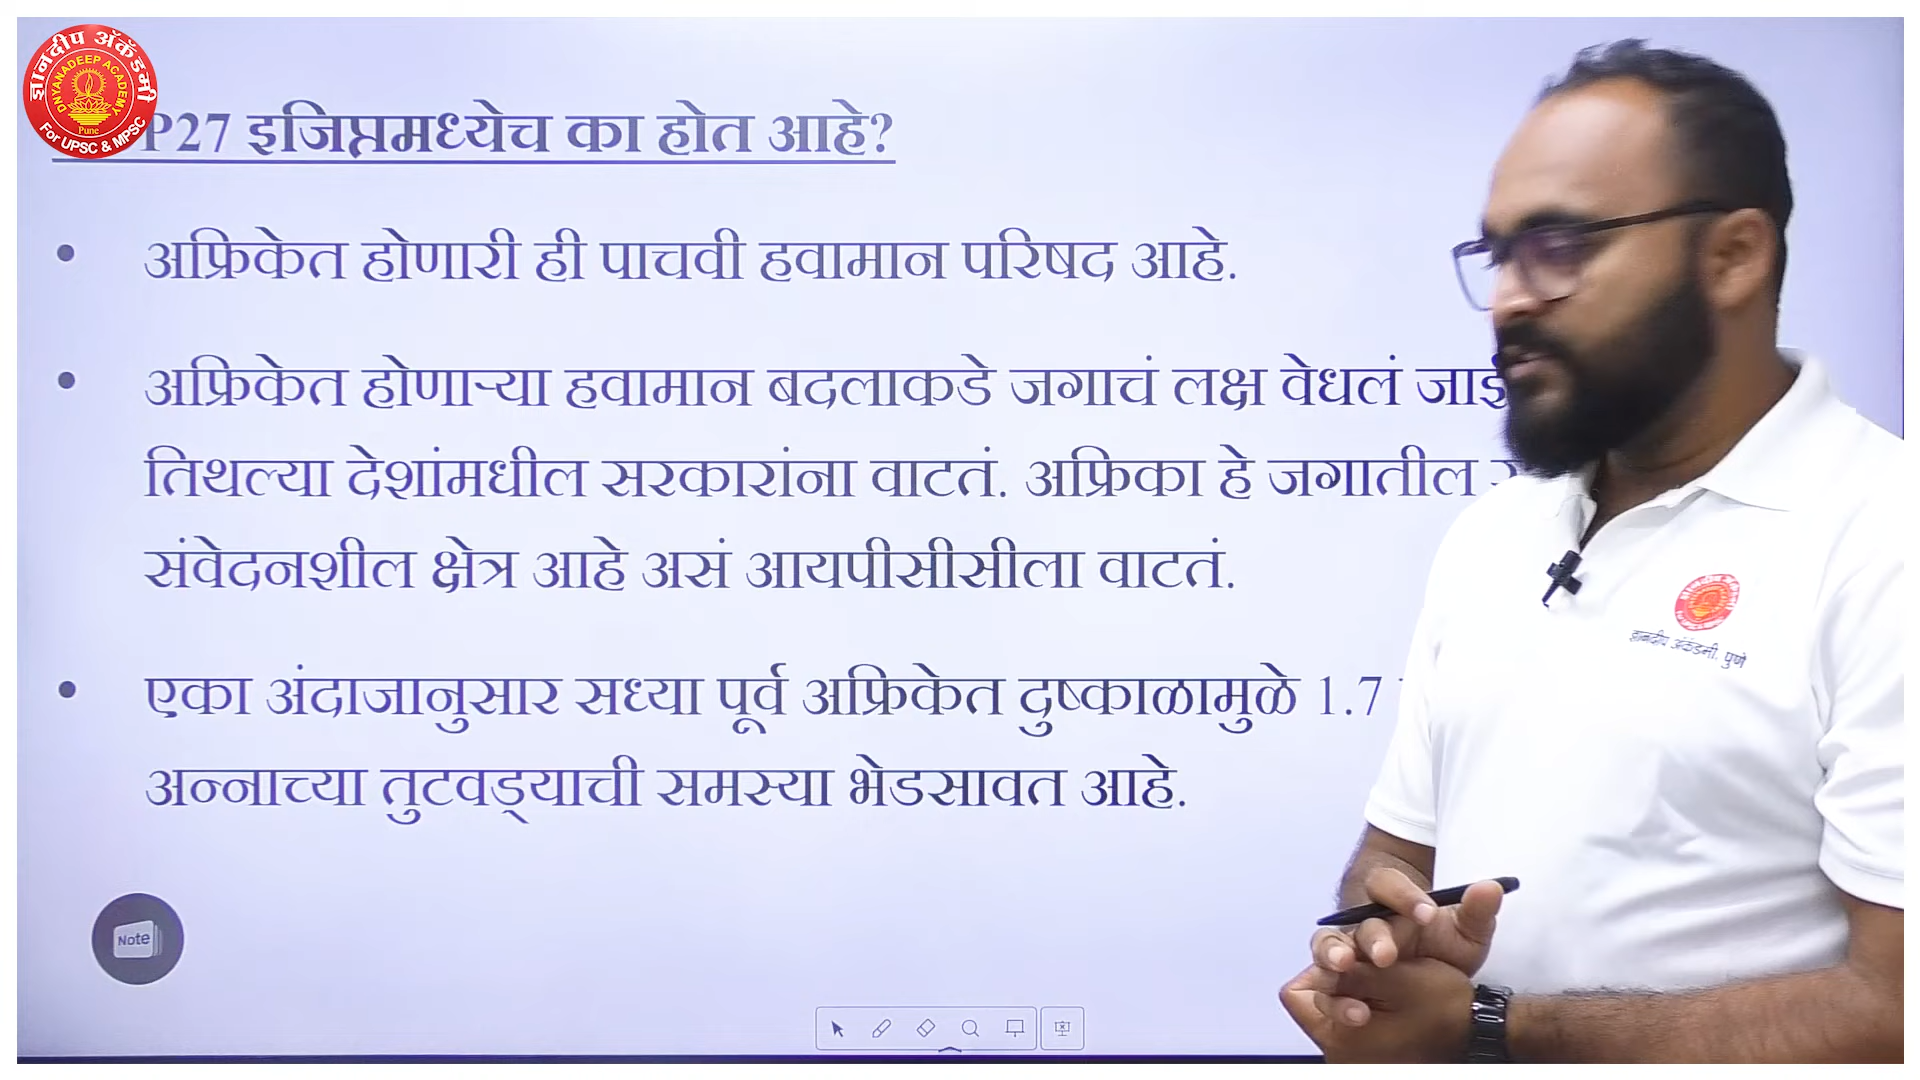 ज्ञानदीप अॅकॅडमी
DNYANADEEP ACADEMY
Pune
For UPSC & MPSC
P27 इजिप्तमध्येच का होत आहे?
• अफ्रिकेत होणारी ही पाचवी हवामान परिषद आहे.
• अफ्रिकेत होणाऱ्या हवामान बदलाकडे जगाचं लक्ष वेधलं
तिथल्या देशांमधील सरकारांना वाटतं. अफ्रिका हे जगातील
संवेदनशील क्षेत्र आहे असं आयपीसीसीला वाटतं.
• एका अंदाजानुसार सध्या पूर्व अफ्रिकेत दुष्काळामुळे 1.7
अन्नाच्या तुटवड्याची समस्या भेडसावत आहे.
Note
ज्ञानदीप अॅकॅडमी, पुणे